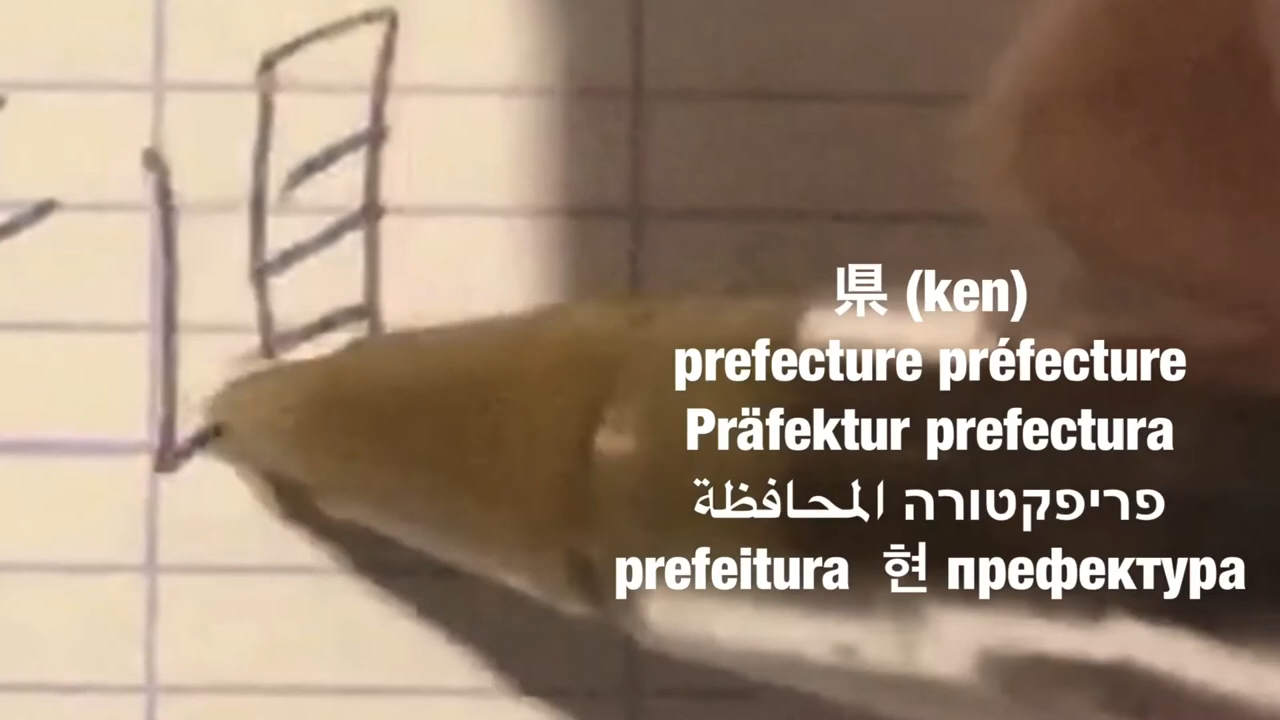 県 (ken)
prefecture préfecture
Präfektur prefectura
פריפקטורה المحافظة
prefeitura 현 префектура